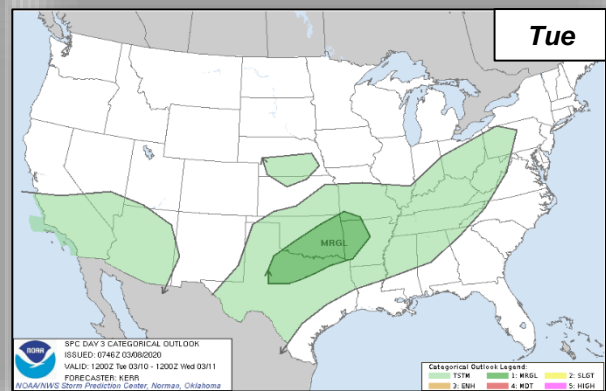 Tue
MRGL
SPC DAY 3 CATEGORICAL OUTLOOK
ISSUED: 0746Z 03/08/2020
VALID: 1200Z Tue 03/10 - 1200Z Wed 03/11
FORECASTER: KERR
NOAA/NWS Storm Prediction Center, Norman, Oklahoma
NOAA
Categorical Outlook Legend:
TSTM 1: MRGL 2: SLGT
3: ENH 4: MDT 5: HIGH